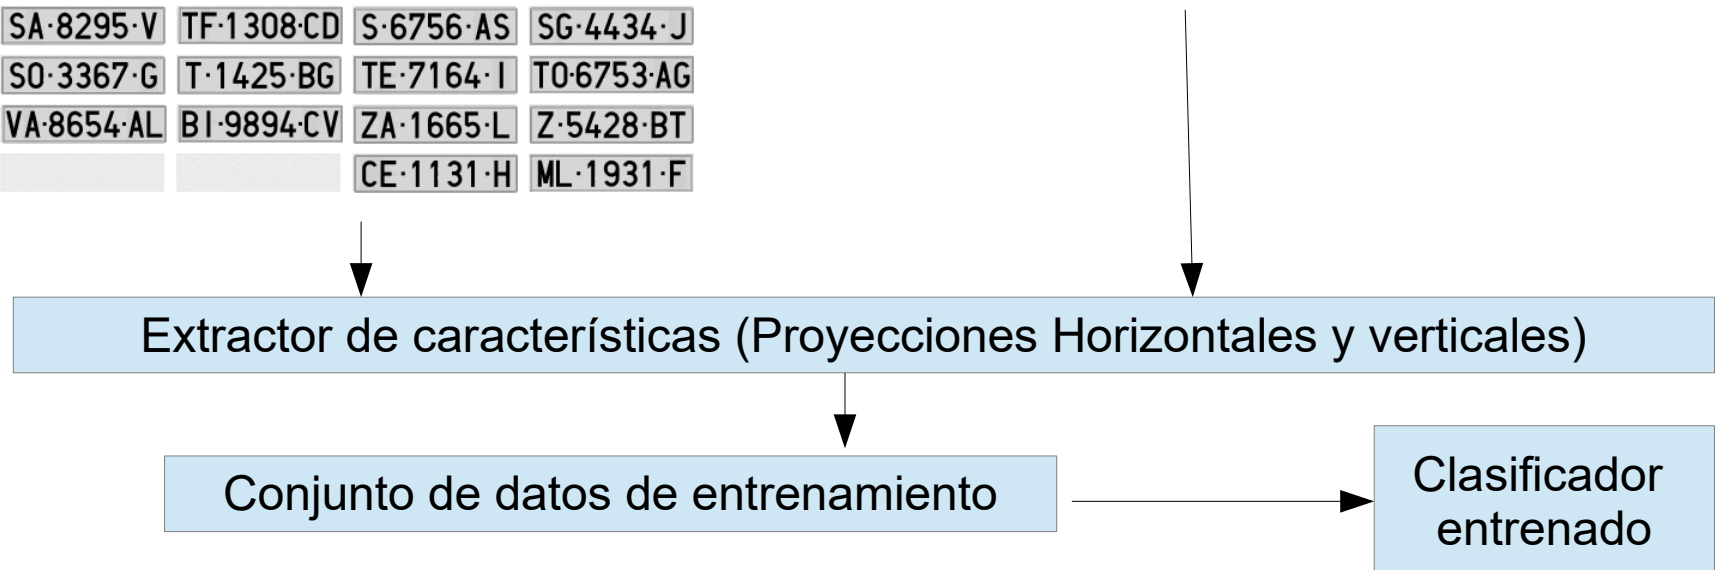 SA·8295·V TF·1308·CD S·6756·AS SG·4434·J
SO·3367·G T·1425·BG TE·7164·I TO·6753·AG
VA·8654·AL BI·9894·CV ZA·1665·L Z·5428·BT
CE·1131·H ML·1931·F
Extractor de características (Proyecciones Horizontales y verticales)
Conjunto de datos de entrenamiento
Clasificador
entrenado